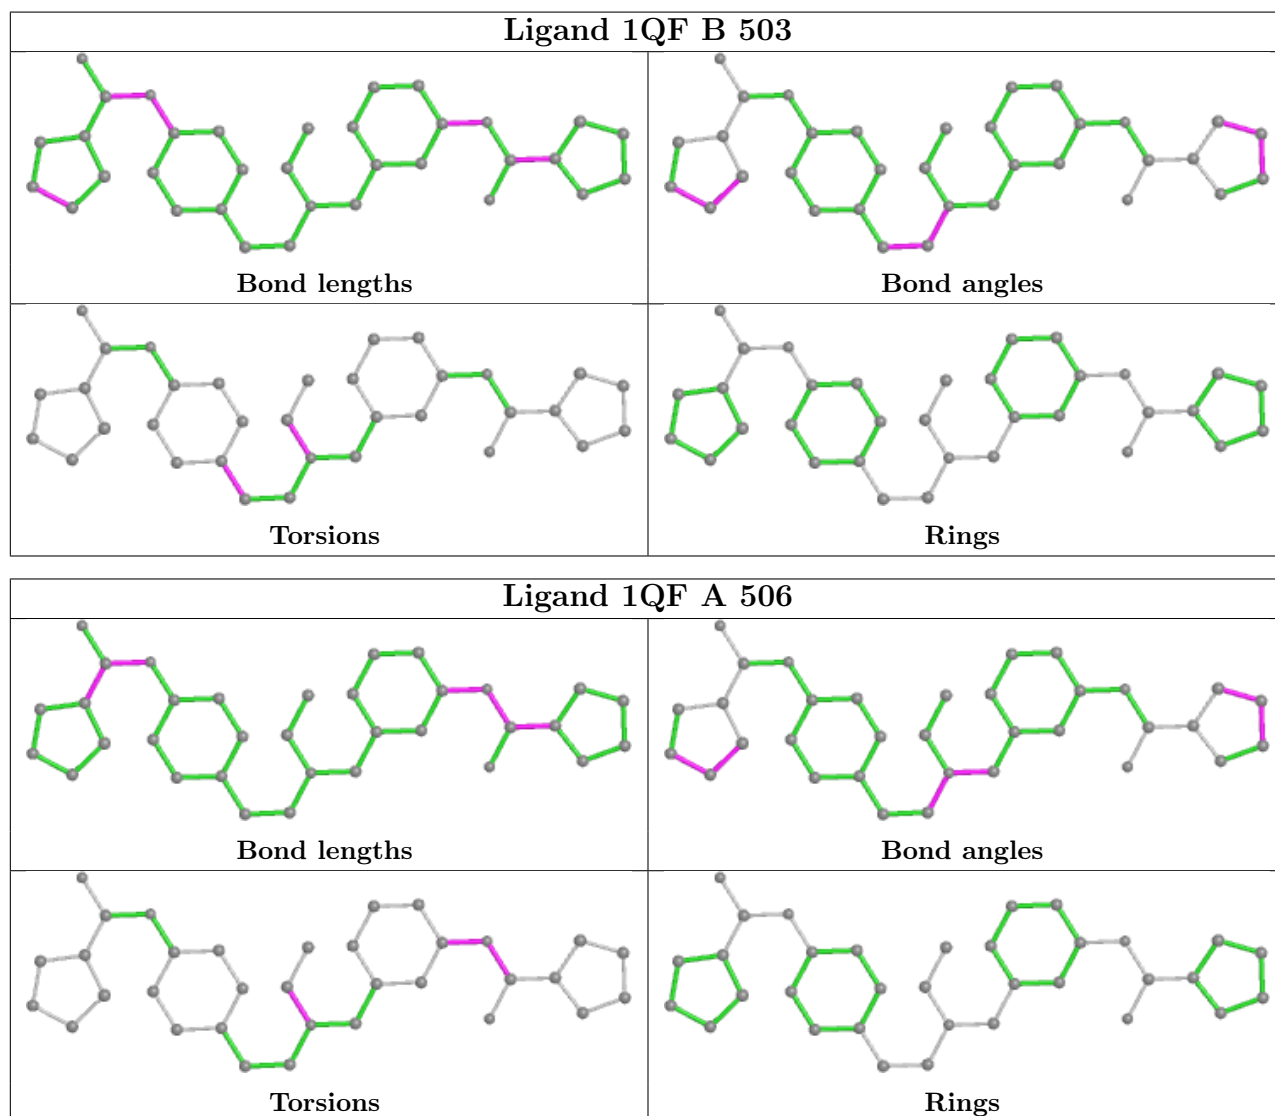 Ligand 1QF B 503
Bond lengths
Bond angles
Torsions
Rings
Ligand 1QF A 506
Bond lengths
Bond angles
Torsions
Rings